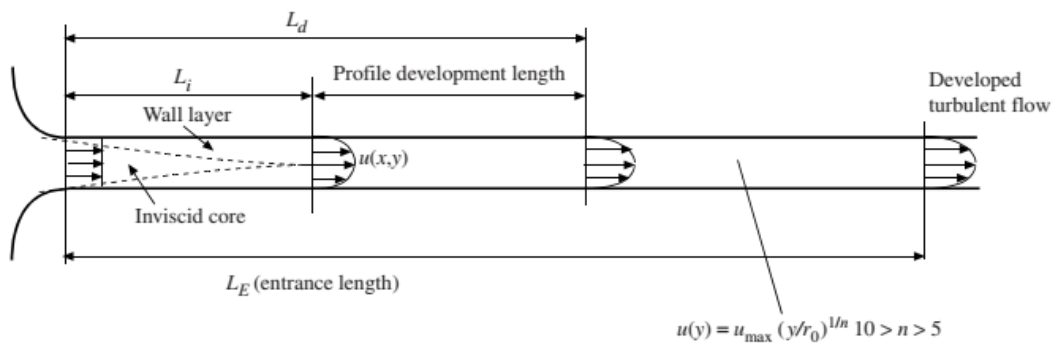 L_d
L_i
Profile development length
Developed
turbulent flow
Wall layer
u(x,y)
Inviscid core
L_E (entrance length)
u(y) = u_max (y/r_0)^{1/n} 10 > n > 5